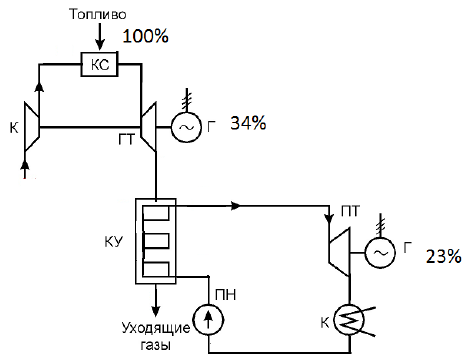 Топливо
100%
КС
К
ГТ
Г
34%
КУ
ПТ
Г
23%
ПН
К
Уходящие
газы